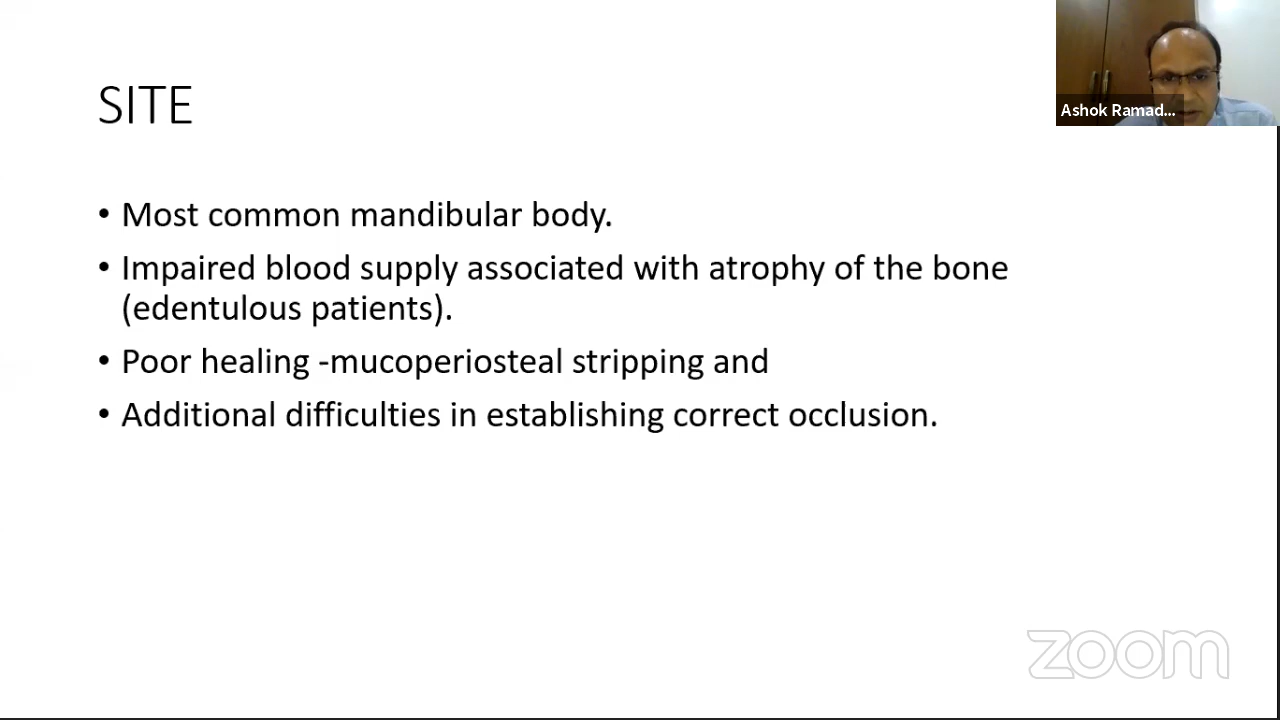 SITE
Ashok Ramad...
• Most common mandibular body.
• Impaired blood supply associated with atrophy of the bone
(edentulous patients).
• Poor healing -mucoperiosteal stripping and
• Additional difficulties in establishing correct occlusion.
zoom